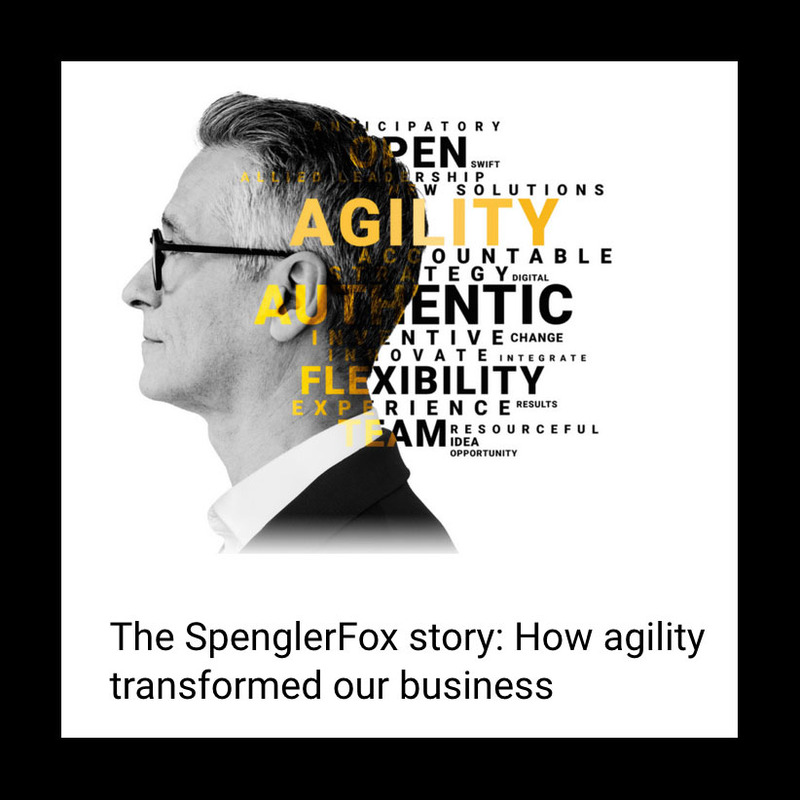 ANTICIPATORY
OPEN SWIFT
ALLIED LEADERSHIP
NEW SOLUTIONS
AGILITY
ACCOUNTABLE
STRATEGY DIGITAL
AUTHENTIC
INVENTIVE CHANGE
INNOVATE INTEGRATE
FLEXIBILITY
EXPERIENCE RESULTS
TEAM RESOURCEFUL
IDEA
OPPORTUNITY
The SpenglerFox story: How agility
transformed our business